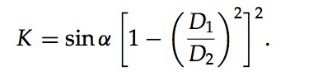 K = sin α [1 − (D₁/D₂)²]².